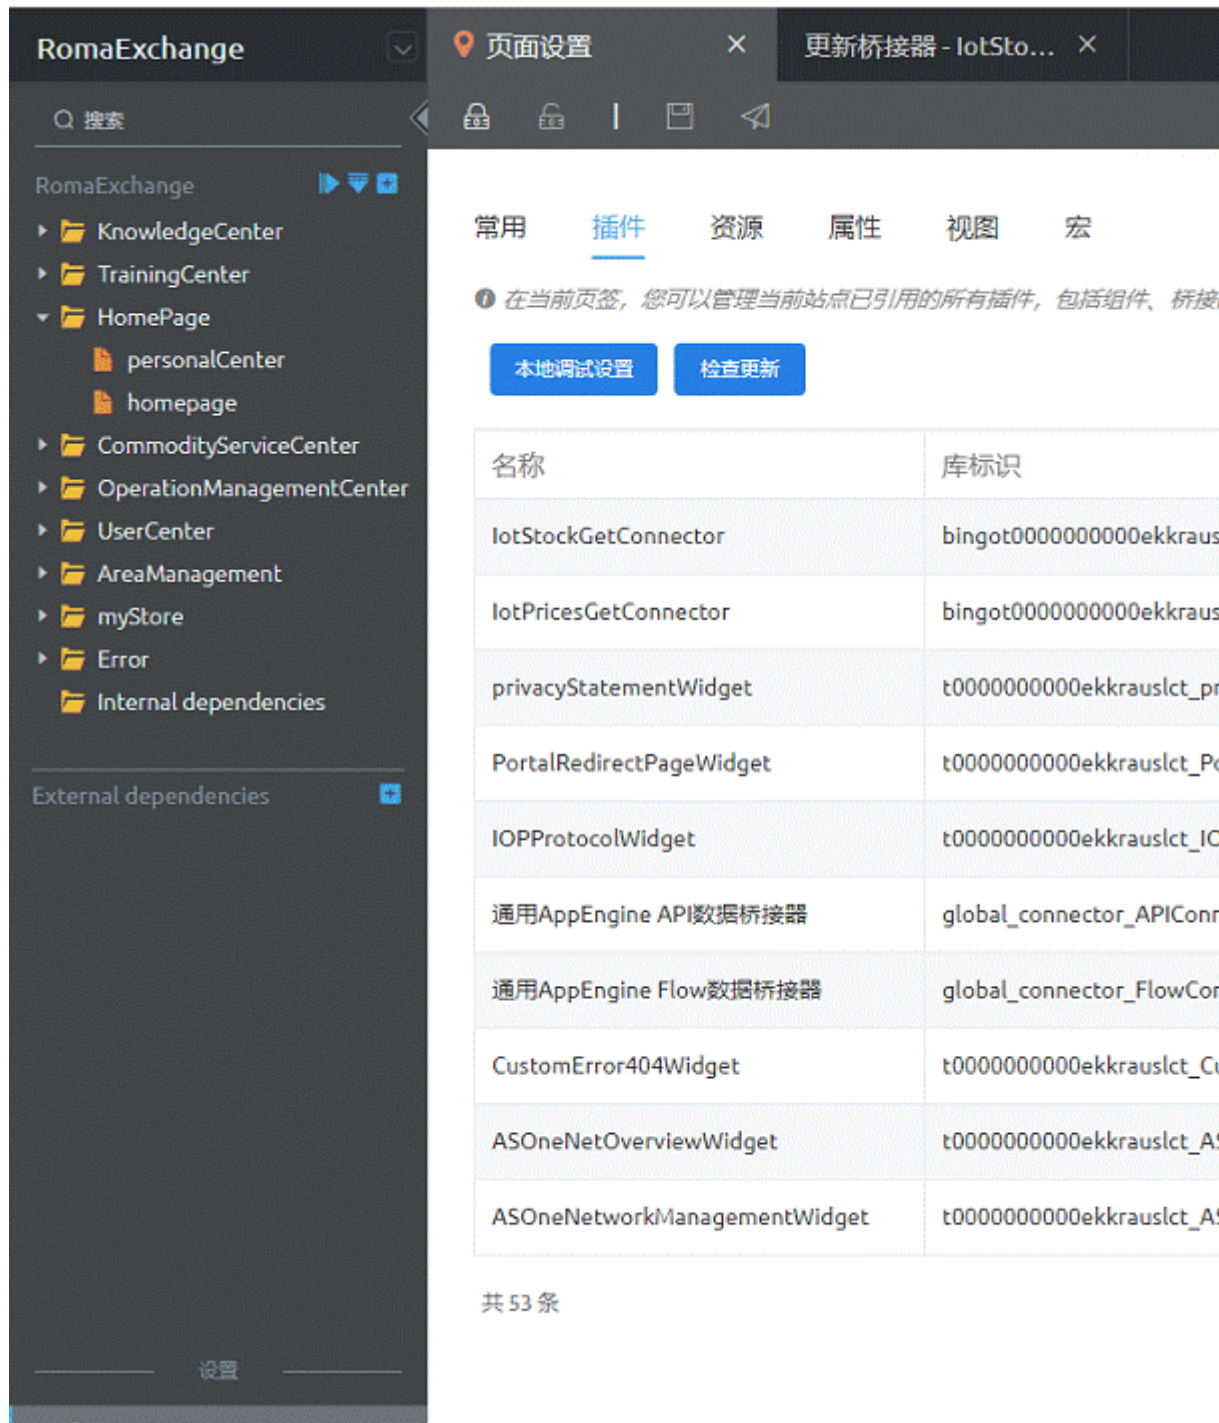 RomaExchange
页面设置
更新桥接器 - IotSto...
搜索
RomaExchange
KnowledgeCenter
TrainingCenter
HomePage
personalCenter
homepage
CommodityServiceCenter
OperationManagementCenter
UserCenter
AreaManagement
myStore
Error
Internal dependencies
External dependencies
设置
常用 插件 资源 属性 视图 宏
在当前页签，您可以管理当前站点已引用的所有插件，包括组件、桥接
本地调试设置 检查更新
名称 库标识
IotStockGetConnector bingot0000000000ekkraus
IotPricesGetConnector bingot0000000000ekkraus
privacyStatementWidget t0000000000ekkrauslct_pr
PortalRedirectPageWidget t0000000000ekkrauslct_Po
IOPProtocolWidget t0000000000ekkrauslct_IO
通用AppEngine API数据桥接器 global_connector_APIConn
通用AppEngine Flow数据桥接器 global_connector_FlowCon
CustomError404Widget t0000000000ekkrauslct_Cu
ASOneNetOverviewWidget t0000000000ekkrauslct_AS
ASOneNetworkManagementWidget t0000000000ekkrauslct_AS
共 53 条